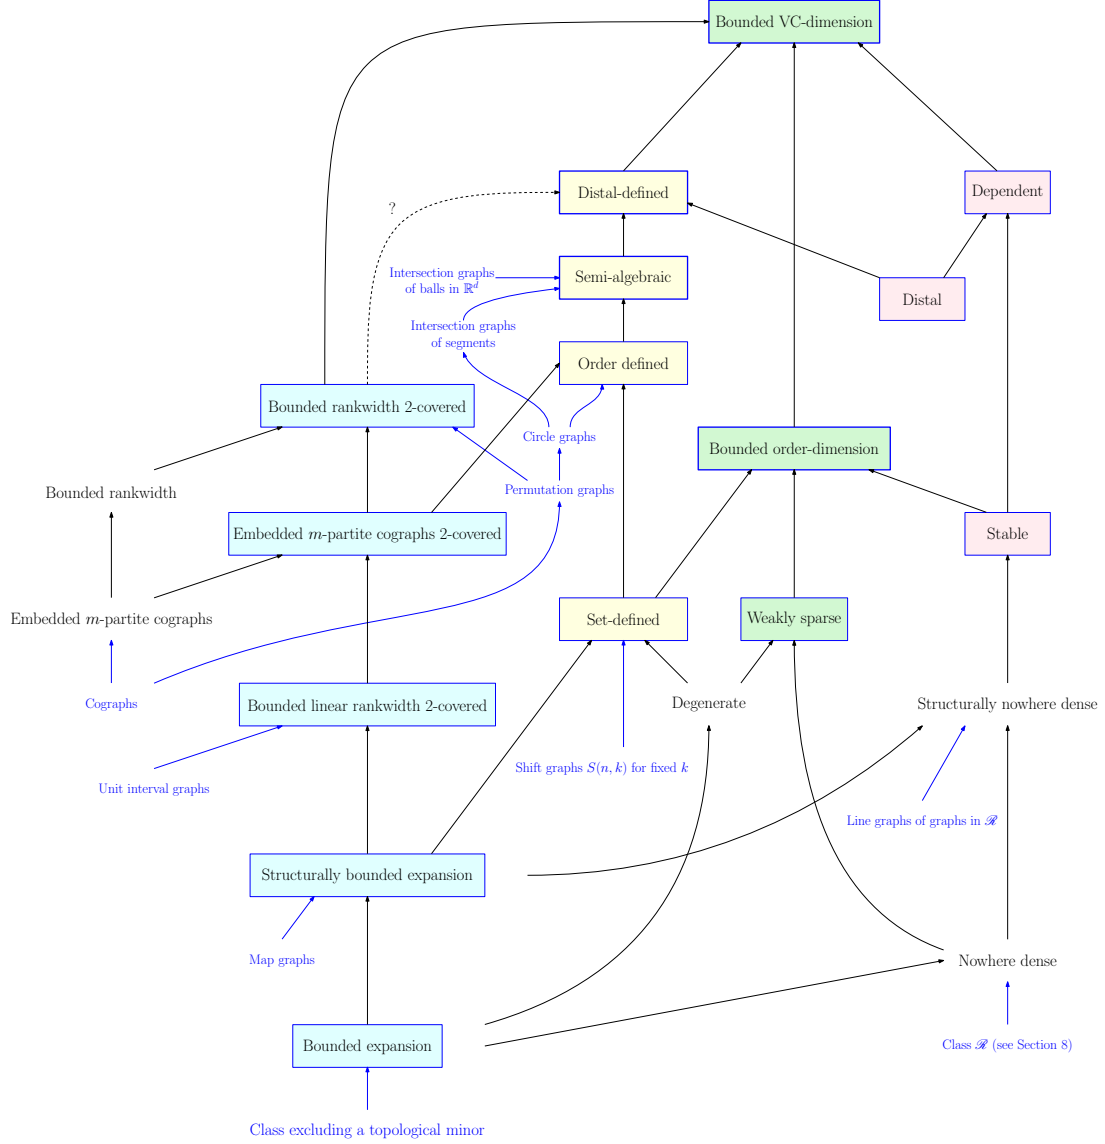 Bounded VC-dimension
Distal-defined
Dependent
?
Intersection graphs
of balls in ℝᵈ
Semi-algebraic
Distal
Intersection graphs
of segments
Order defined
Bounded rankwidth 2-covered
Circle graphs
Bounded order-dimension
Bounded rankwidth
Permutation graphs
Embedded m-partite cographs 2-covered
Stable
Embedded m-partite cographs
Set-defined
Weakly sparse
Cographs
Bounded linear rankwidth 2-covered
Degenerate
Structurally nowhere dense
Unit interval graphs
Shift graphs S(n, k) for fixed k
Line graphs of graphs in ℛ
Structurally bounded expansion
Map graphs
Nowhere dense
Bounded expansion
Class ℛ (see Section 8)
Class excluding a topological minor